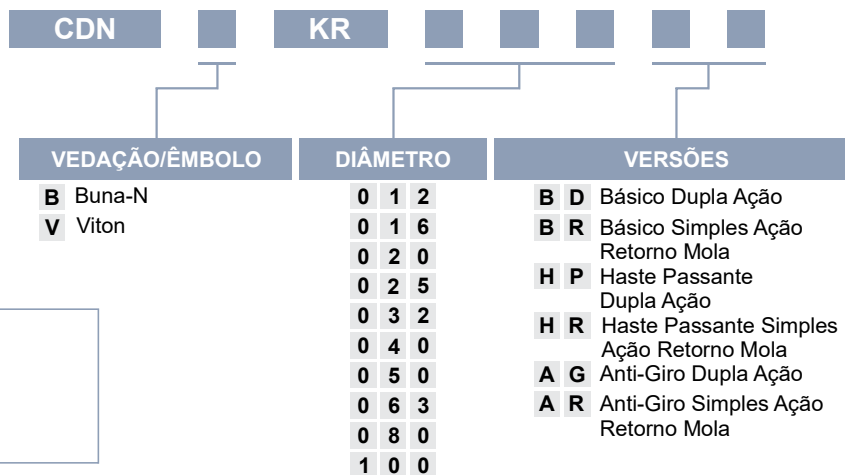 CDN KR
VEDAÇÃO/ÊMBOLO
B Buna-N
V Viton
DIÂMETRO
0 1 2
0 1 6
0 2 0
0 2 5
0 3 2
0 4 0
0 5 0
0 6 3
0 8 0
1 0 0
VERSÕES
B D Básico Dupla Ação
B R Básico Simples Ação
Retorno Mola
H P Haste Passante
Dupla Ação
H R Haste Passante Simples
Ação Retorno Mola
A G Anti-Giro Dupla Ação
A R Anti-Giro Simples Ação
Retorno Mola